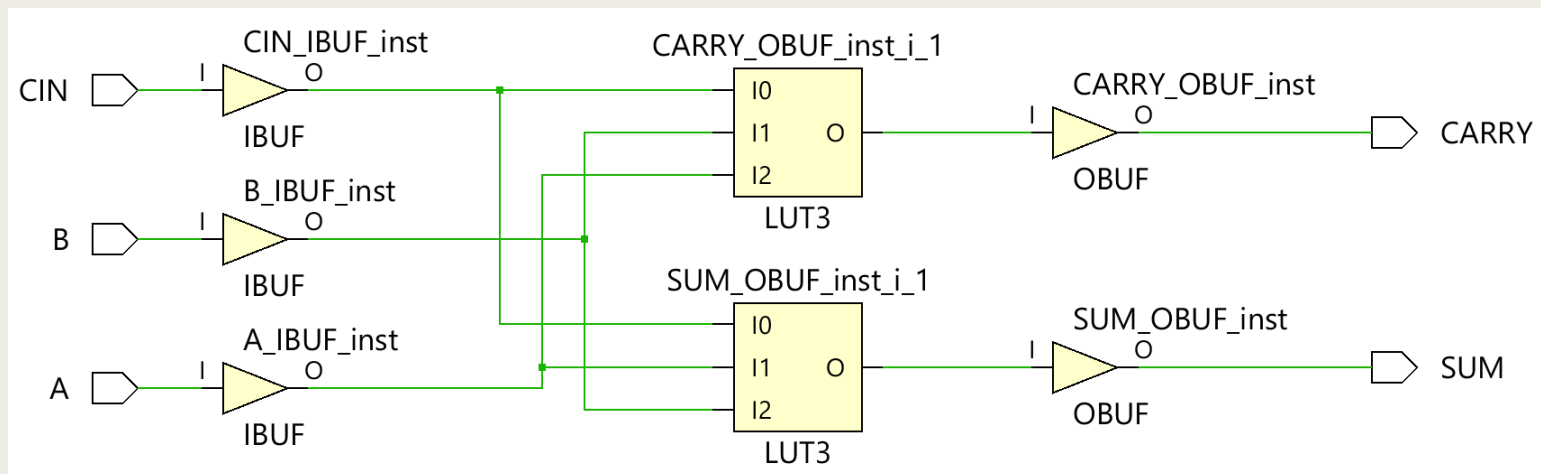 CIN_IBUF_inst
CARRY_OBUF_inst_i_1
I
O
CIN
I0
CARRY_OBUF_inst
I
O
IBUF
I1
O
CARRY
B_IBUF_inst
I2
OBUF
I
O
LUT3
B
SUM_OBUF_inst_i_1
IBUF
I0
SUM_OBUF_inst
A_IBUF_inst
I
O
I
O
I1
O
SUM
A
I2
OBUF
IBUF
LUT3